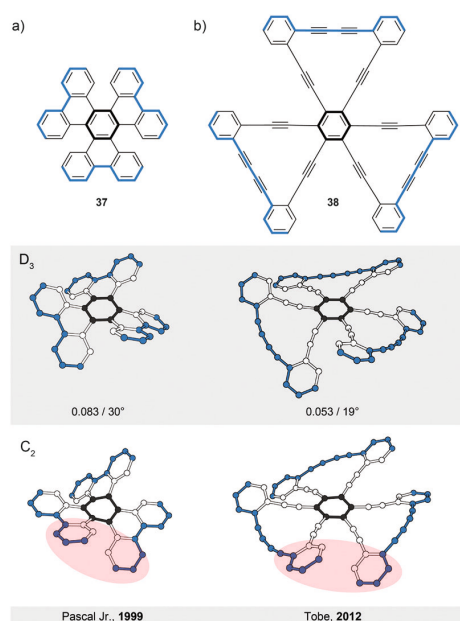 a)
b)
37
38
D3
0.083 / 30°
0.053 / 19°
C2
Pascal Jr., 1999
Tobe, 2012